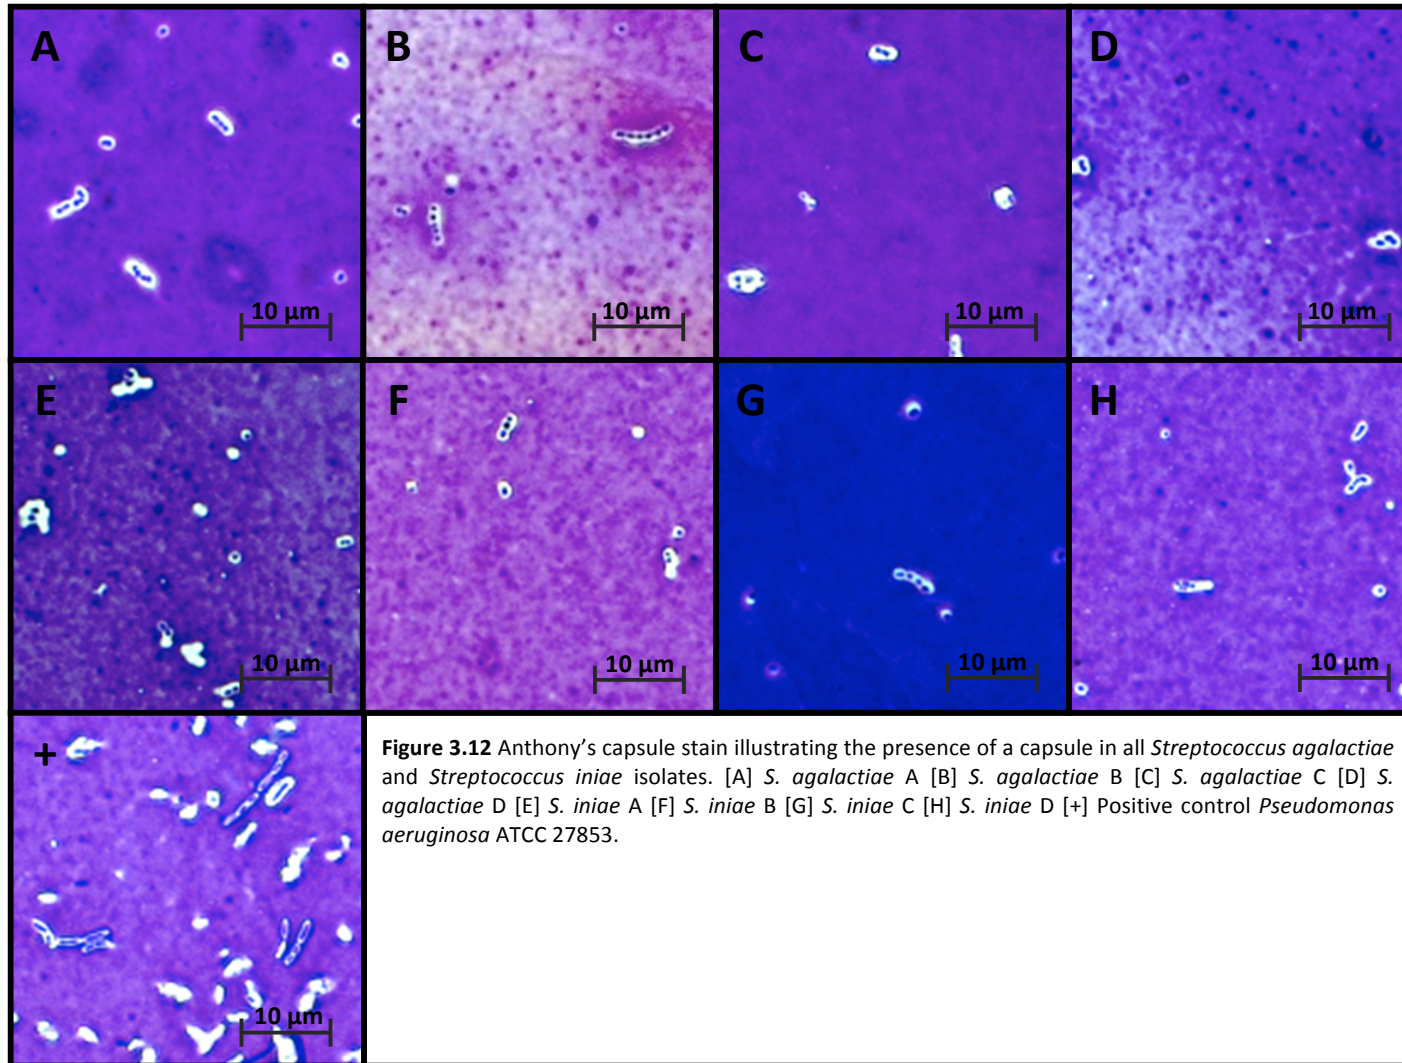 A B C D
10 µm 10 µm 10 µm 10 µm
E F G H
10 µm 10 µm 10 µm 10 µm
+
Figure 3.12 Anthony’s capsule stain illustrating the presence of a capsule in all Streptococcus agalactiae
and Streptococcus iniae isolates. [A] S. agalactiae A [B] S. agalactiae B [C] S. agalactiae C [D] S.
agalactiae D [E] S. iniae A [F] S. iniae B [G] S. iniae C [H] S. iniae D [+] Positive control Pseudomonas
aeruginosa ATCC 27853.
10 µm